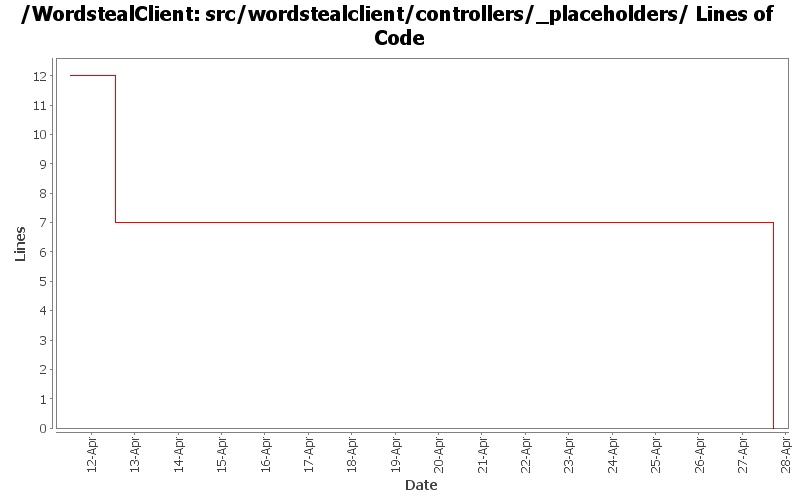 /WordstealClient: src/wordstealclient/controllers/_placeholders/ Lines of
Code
12
11
10
9
8
7
6
5
4
3
2
1
0
Lines
12-Apr
13-Apr
14-Apr
15-Apr
16-Apr
17-Apr
18-Apr
19-Apr
20-Apr
21-Apr
22-Apr
23-Apr
24-Apr
25-Apr
26-Apr
27-Apr
28-Apr
Date